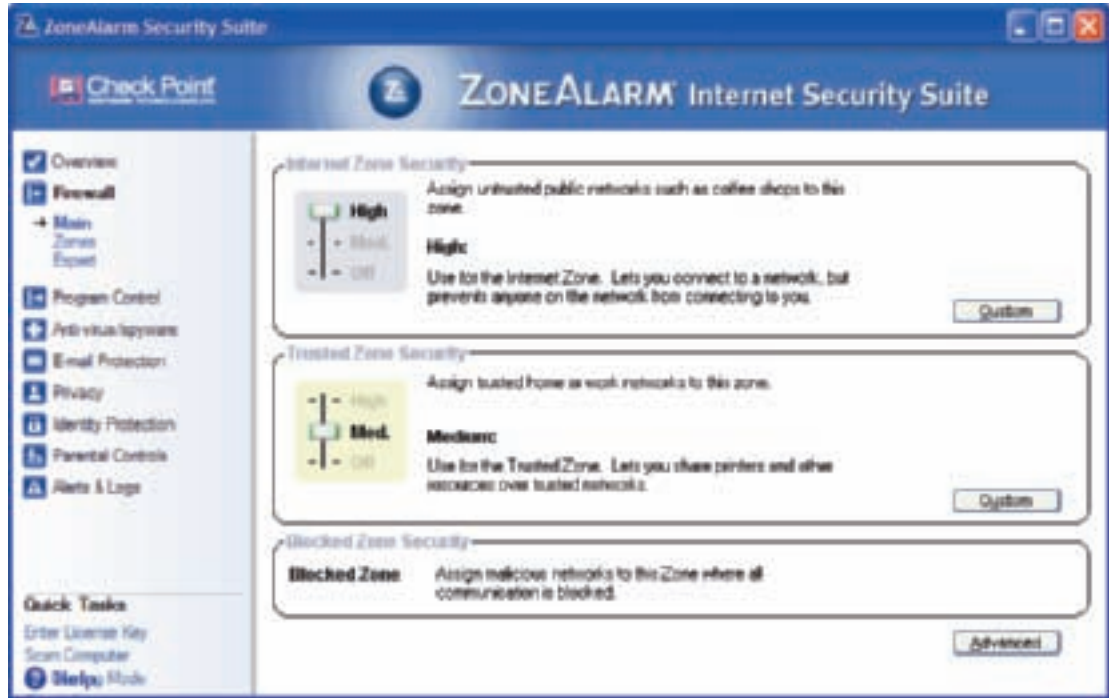 ZoneAlarm Security Suite
Check Point
ZONEALARM Internet Security Suite
Overview
Firewall
Main
Zones
Expert
Program Control
Anti-virus/spyware
E-mail Protection
Privacy
Identity Protection
Parental Controls
Alerts & Logs
Quick Tasks
Enter License Key
Scan Computer
Help
Mode
Internet Zone Security
High
Med.
Off
Assign untrusted public networks such as coffee shops to this
zone.
High:
Use for the Internet Zone. Lets you connect to a network, but
prevents anyone on the network from connecting to you.
Custom
Trusted Zone Security
High
Med.
Off
Assign trusted home or work networks to this zone.
Medium:
Use for the Trusted Zone. Lets you share printers and other
resources over trusted networks.
Custom
Blocked Zone Security
Blocked Zone
Assign malicious networks to this Zone where all
communication is blocked.
Advanced